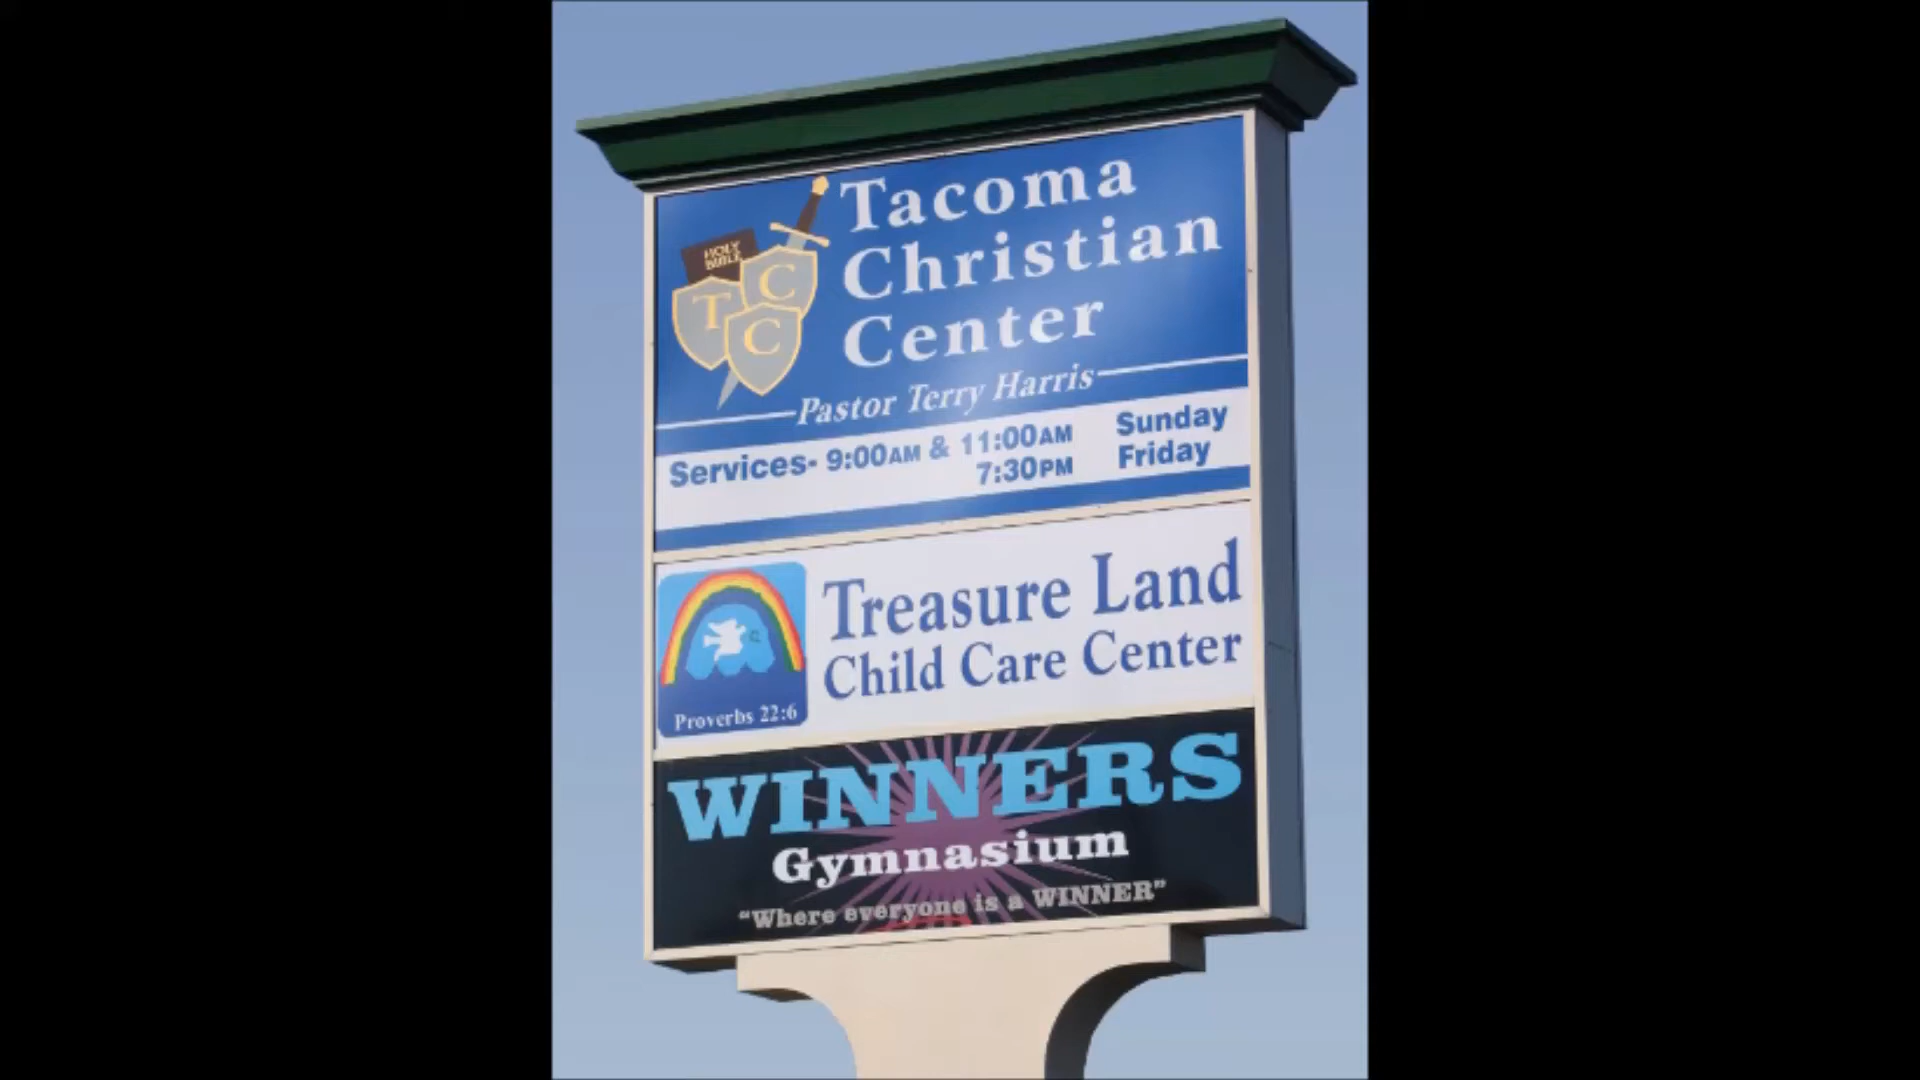 Tacoma
Christian
Center
HOLY
BIBLE
T C
C
Pastor Terry Harris
Services- 9:00AM & 11:00AM Sunday
7:30PM Friday
Treasure Land
Child Care Center
Proverbs 22:6
WINNERS
Gymnasium
"Where everyone is a WINNER"